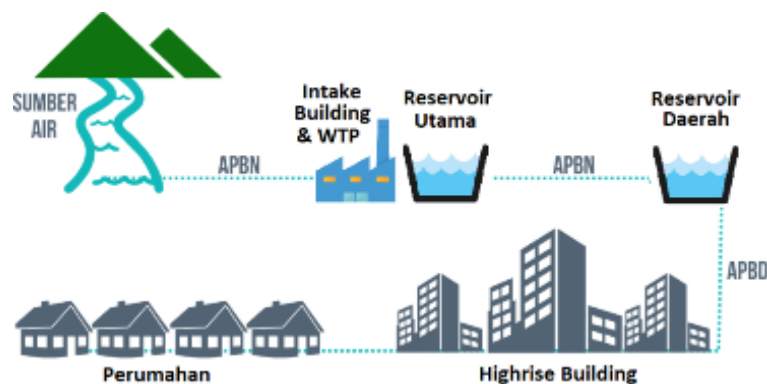 SUMBER
AIR
APBN
Intake
Building
& WTP
Reservoir
Utama
APBN
Reservoir
Daerah
APBD
Perumahan
Highrise Building